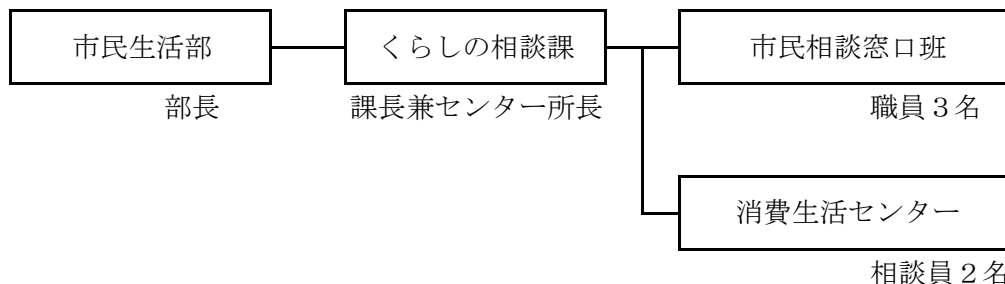 市民生活部
くらしの相談課
市民相談窓口班
部長
課長兼センター所長
職員３名
消費生活センター
相談員２名